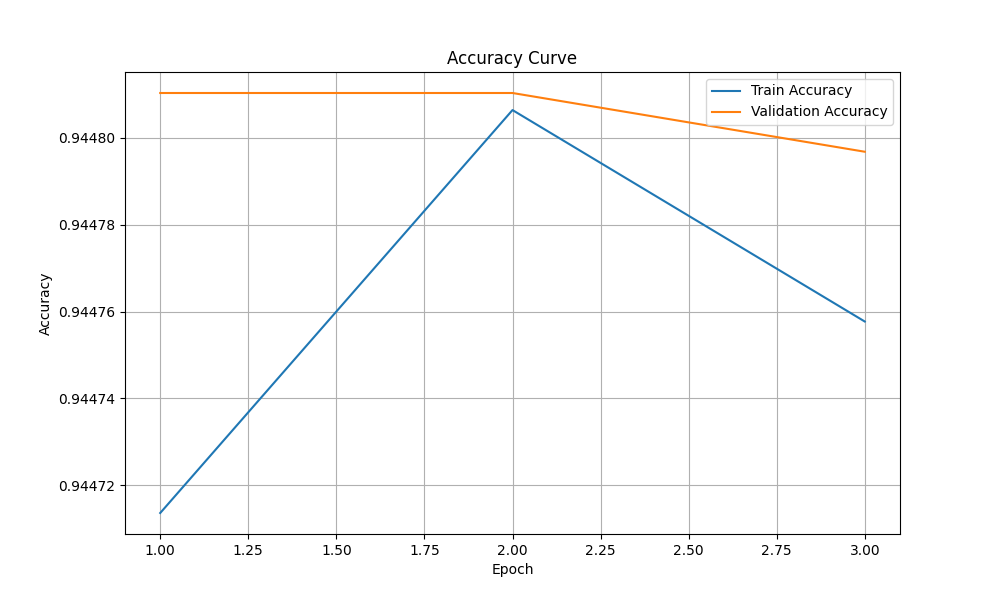 Accuracy Curve
Train Accuracy
Validation Accuracy
0.94480
0.94478
0.94476
0.94474
0.94472
Accuracy
1.00 1.25 1.50 1.75 2.00 2.25 2.50 2.75 3.00
Epoch